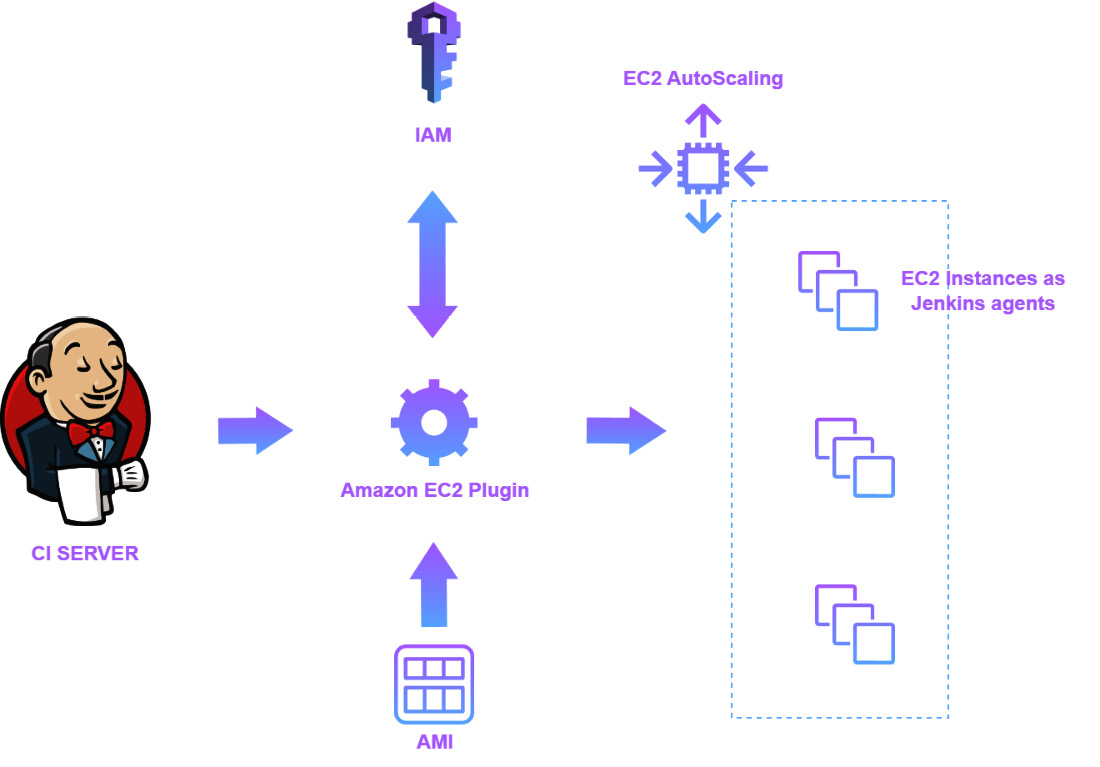 IAM
EC2 AutoScaling
EC2 Instances as
Jenkins agents
Amazon EC2 Plugin
CI SERVER
AMI